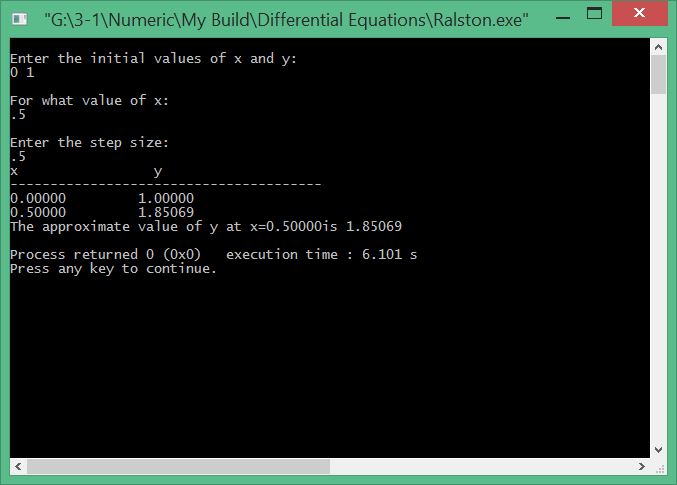 "G:\3-1\Numeric\My Build\Differential Equations\Ralston.exe"
Enter the initial values of x and y:
0 1
For what value of x:
.5
Enter the step size:
.5
x                 y
---------------------------------------
0.00000         1.00000
0.50000         1.85069
The approximate value of y at x=0.50000is 1.85069
Process returned 0 (0x0)   execution time : 6.101 s
Press any key to continue.